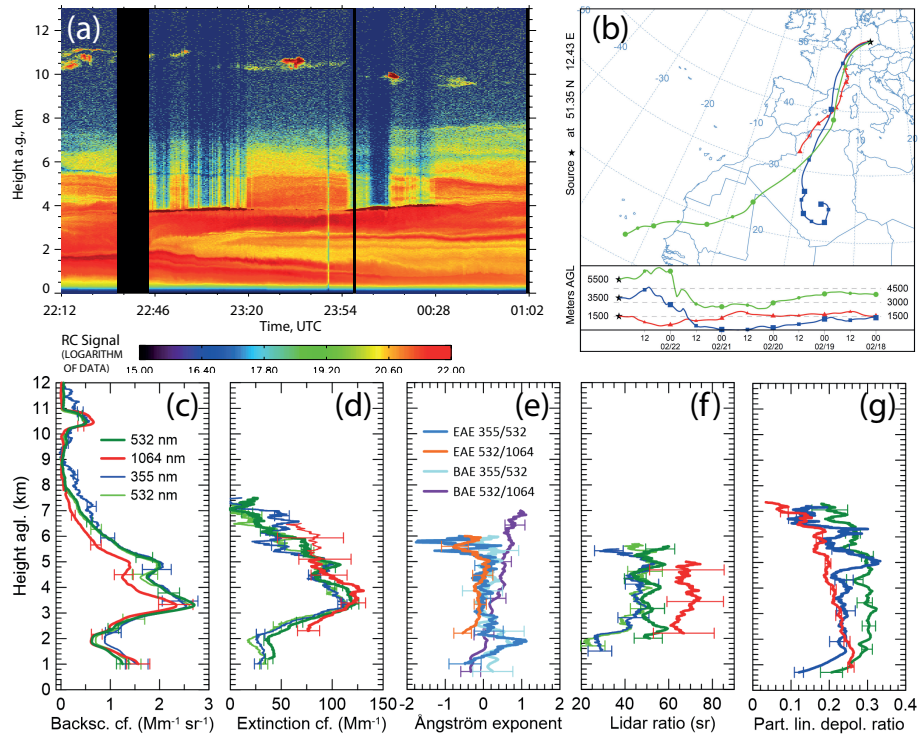 (a)
Height a.g., km
12
10
8
6
4
2
0
22:12 22:46 23:20 23:54 00:28 01:02
Time, UTC
RC Signal
(LOGARITHM
OF DATA)
15.00 16.40 17.80 19.20 20.60 22.00
(b)
Source ★ at 51.35 N 12.43 E
-40
-50
-30
-20
-10
50
40
-10
10
30
20
Meters AGL
5500
3500
1500
4500
3000
1500
12 00 12 00 12 00 12 00 12 00
02/22 02/21 02/20 02/19 02/18
(c)
Height agl. (km)
12
11
10
9
8
7
6
5
4
3
2
1
0
532 nm
1064 nm
355 nm
532 nm
0 1 2 3
Backsc. cf. (Mm⁻¹ sr⁻¹)
(d)
0 50 100 150
Extinction cf. (Mm⁻¹)
(e)
EAE 355/532
EAE 532/1064
BAE 355/532
BAE 532/1064
-2 -1 0 1 2
Ångström exponent
(f)
20 40 60 80 100
Lidar ratio (sr)
(g)
0 0.1 0.2 0.3 0.4
Part. lin. depol. ratio